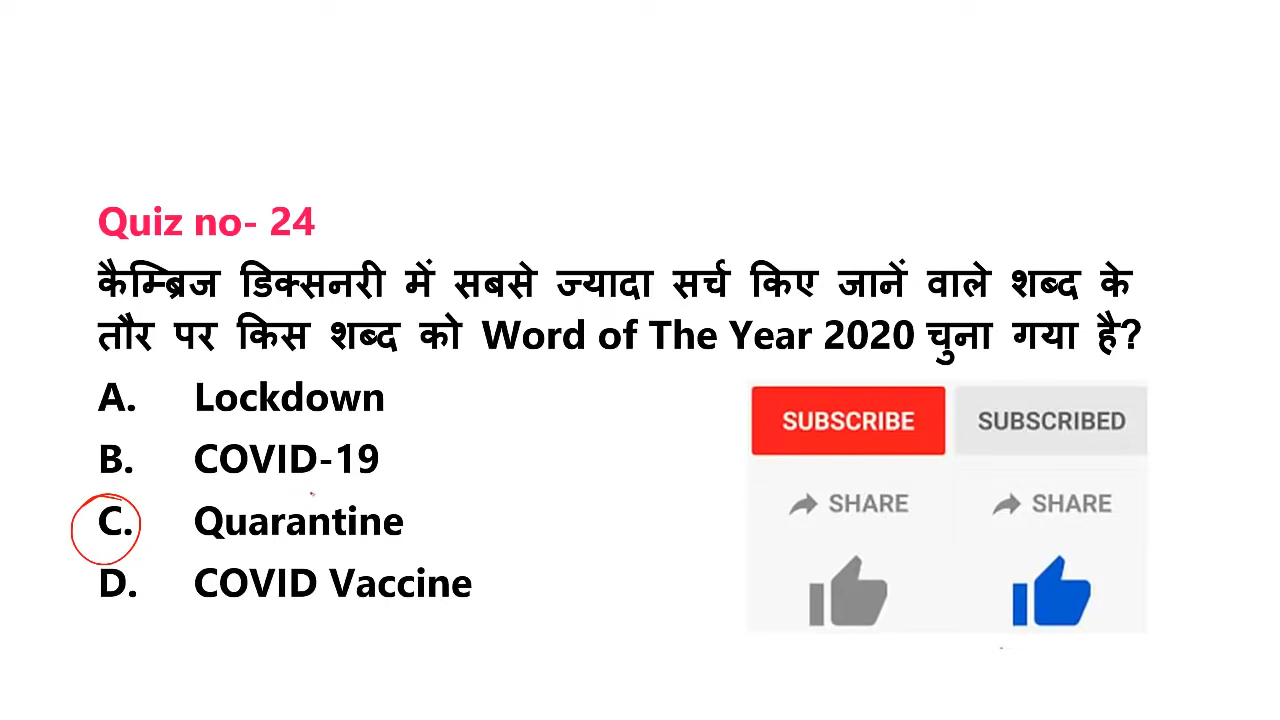 Quiz no- 24
कैम्ब्रिज डिक्सनरी में सबसे ज्यादा सर्च किए जानें वाले शब्द के
तौर पर किस शब्द को Word of The Year 2020 चुना गया है?
A. Lockdown
B. COVID-19
C. Quarantine
D. COVID Vaccine
SUBSCRIBE SUBSCRIBED
SHARE SHARE